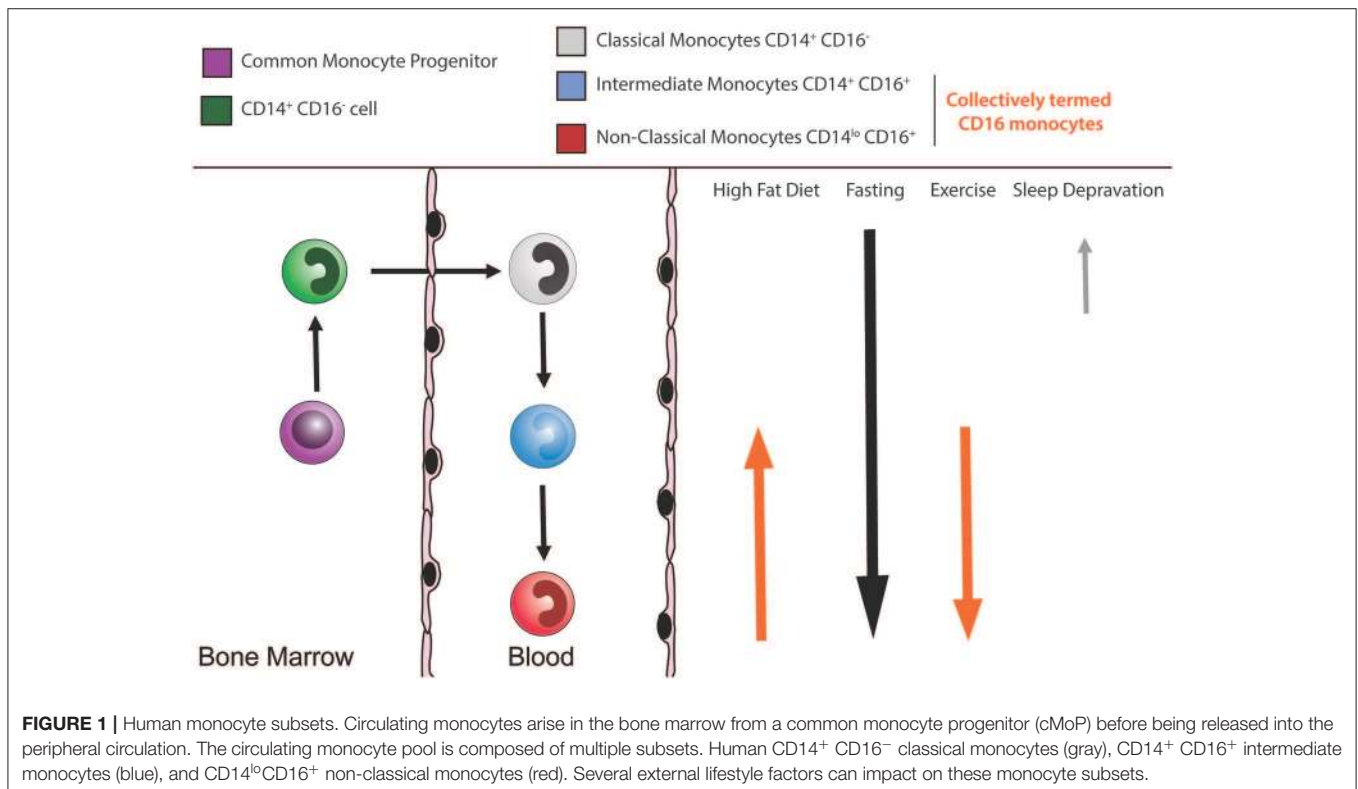 Common Monocyte Progenitor
CD14⁺ CD16⁻ cell
Classical Monocytes CD14⁺ CD16⁻
Intermediate Monocytes CD14⁺ CD16⁺
Non-Classical Monocytes CD14ˡᵒ CD16⁺
Collectively termed
CD16 monocytes
High Fat Diet Fasting Exercise Sleep Depravation
Bone Marrow Blood
FIGURE 1 | Human monocyte subsets. Circulating monocytes arise in the bone marrow from a common monocyte progenitor (cMoP) before being released into the
peripheral circulation. The circulating monocyte pool is composed of multiple subsets. Human CD14⁺ CD16⁻ classical monocytes (gray), CD14⁺ CD16⁺ intermediate
monocytes (blue), and CD14ˡᵒCD16⁺ non-classical monocytes (red). Several external lifestyle factors can impact on these monocyte subsets.